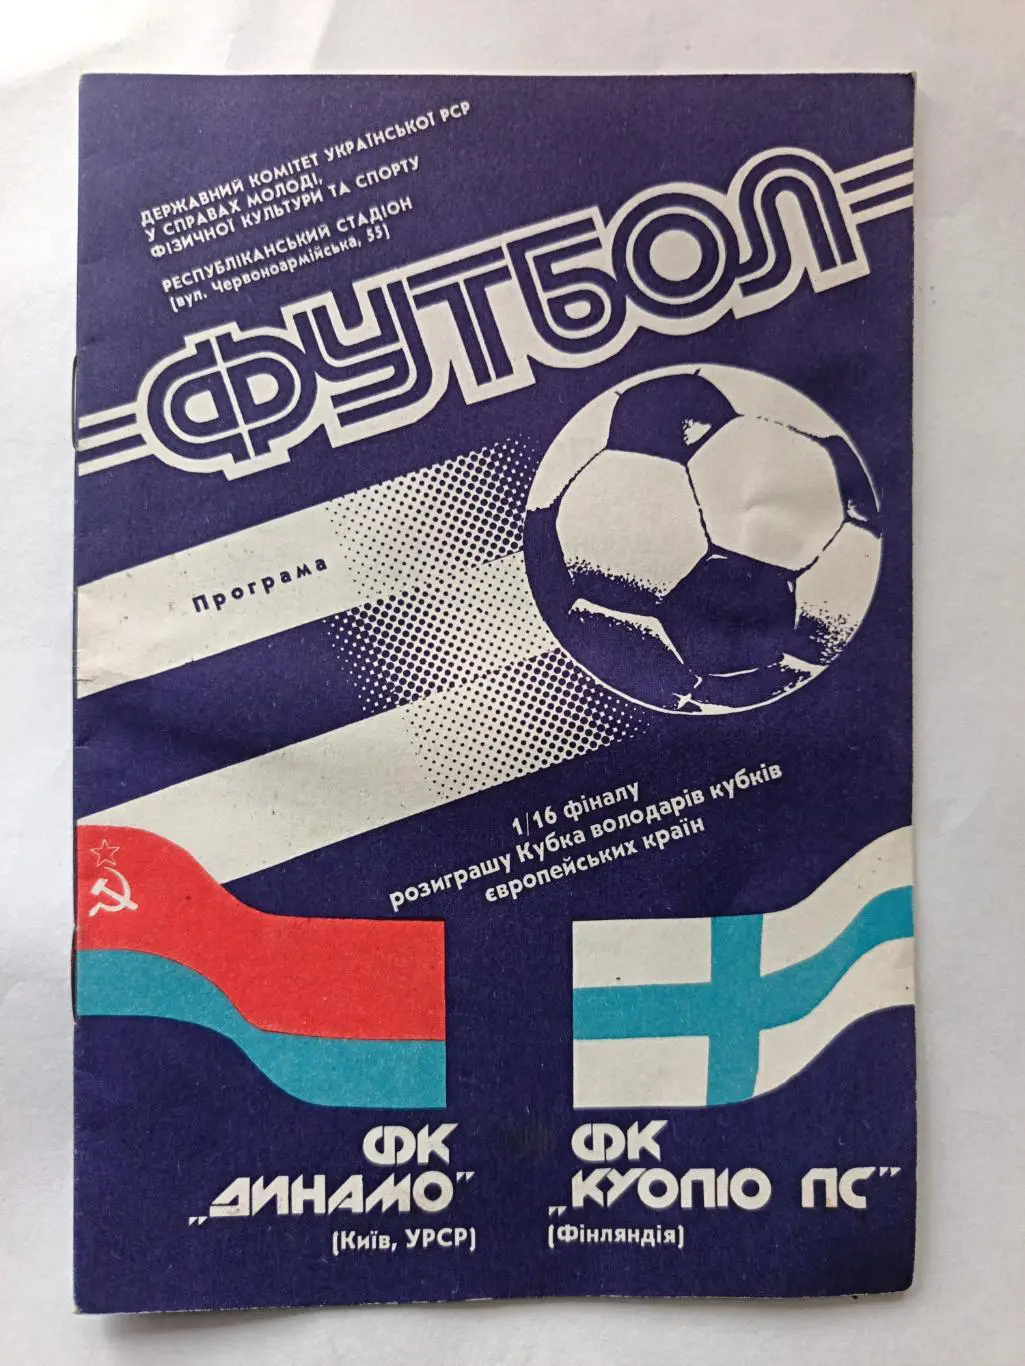 ДЕРЖАВНИЙ КОМІТЕТ УКРАЇНСЬКОЇ РСР
У СПРАВАХ МОЛОДІ,
ФІЗИЧНОЇ КУЛЬТУРИ ТА СПОРТУ
РЕСПУБЛІКАНСЬКИЙ СТАДІОН
(вул. Червоноармійська, 55)
ФУТБОЛ
Програма
1/16 фіналу
розиграшу Кубка володарів кубків
європейських країн
ФК
„ДИНАМО”
(Київ, УРСР)
ФК
„КУОПІО ПС”
(Фінляндія)